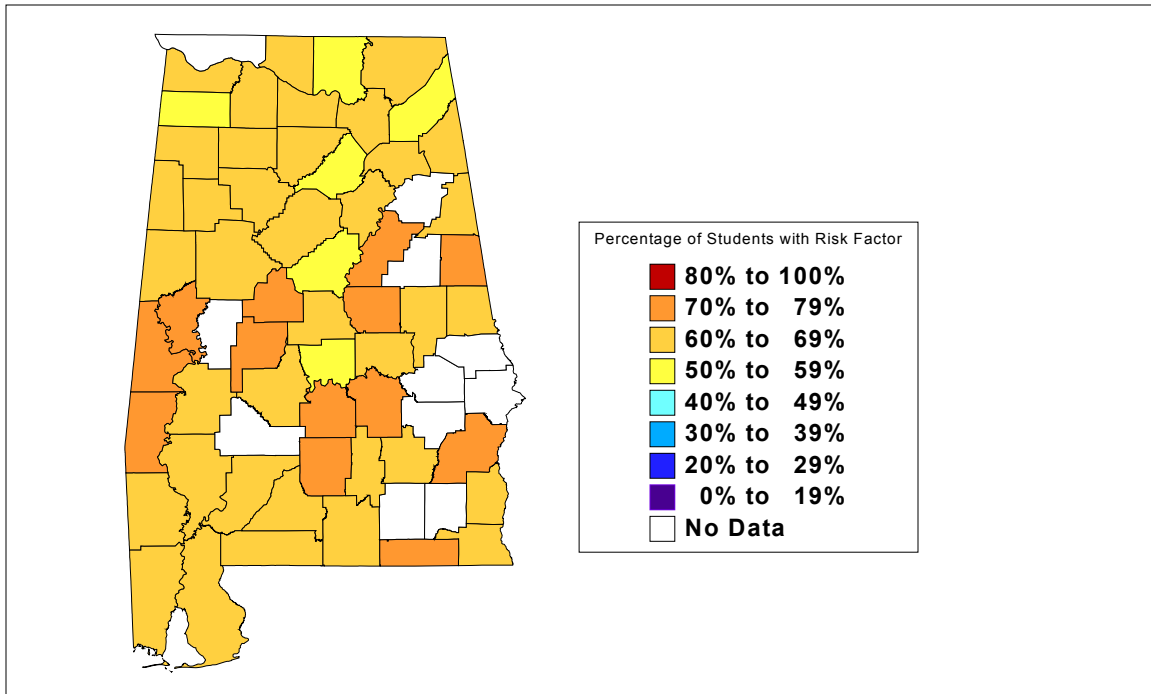 Percentage of Students with Risk Factor
80% to 100%
70% to 79%
60% to 69%
50% to 59%
40% to 49%
30% to 39%
20% to 29%
0% to 19%
No Data